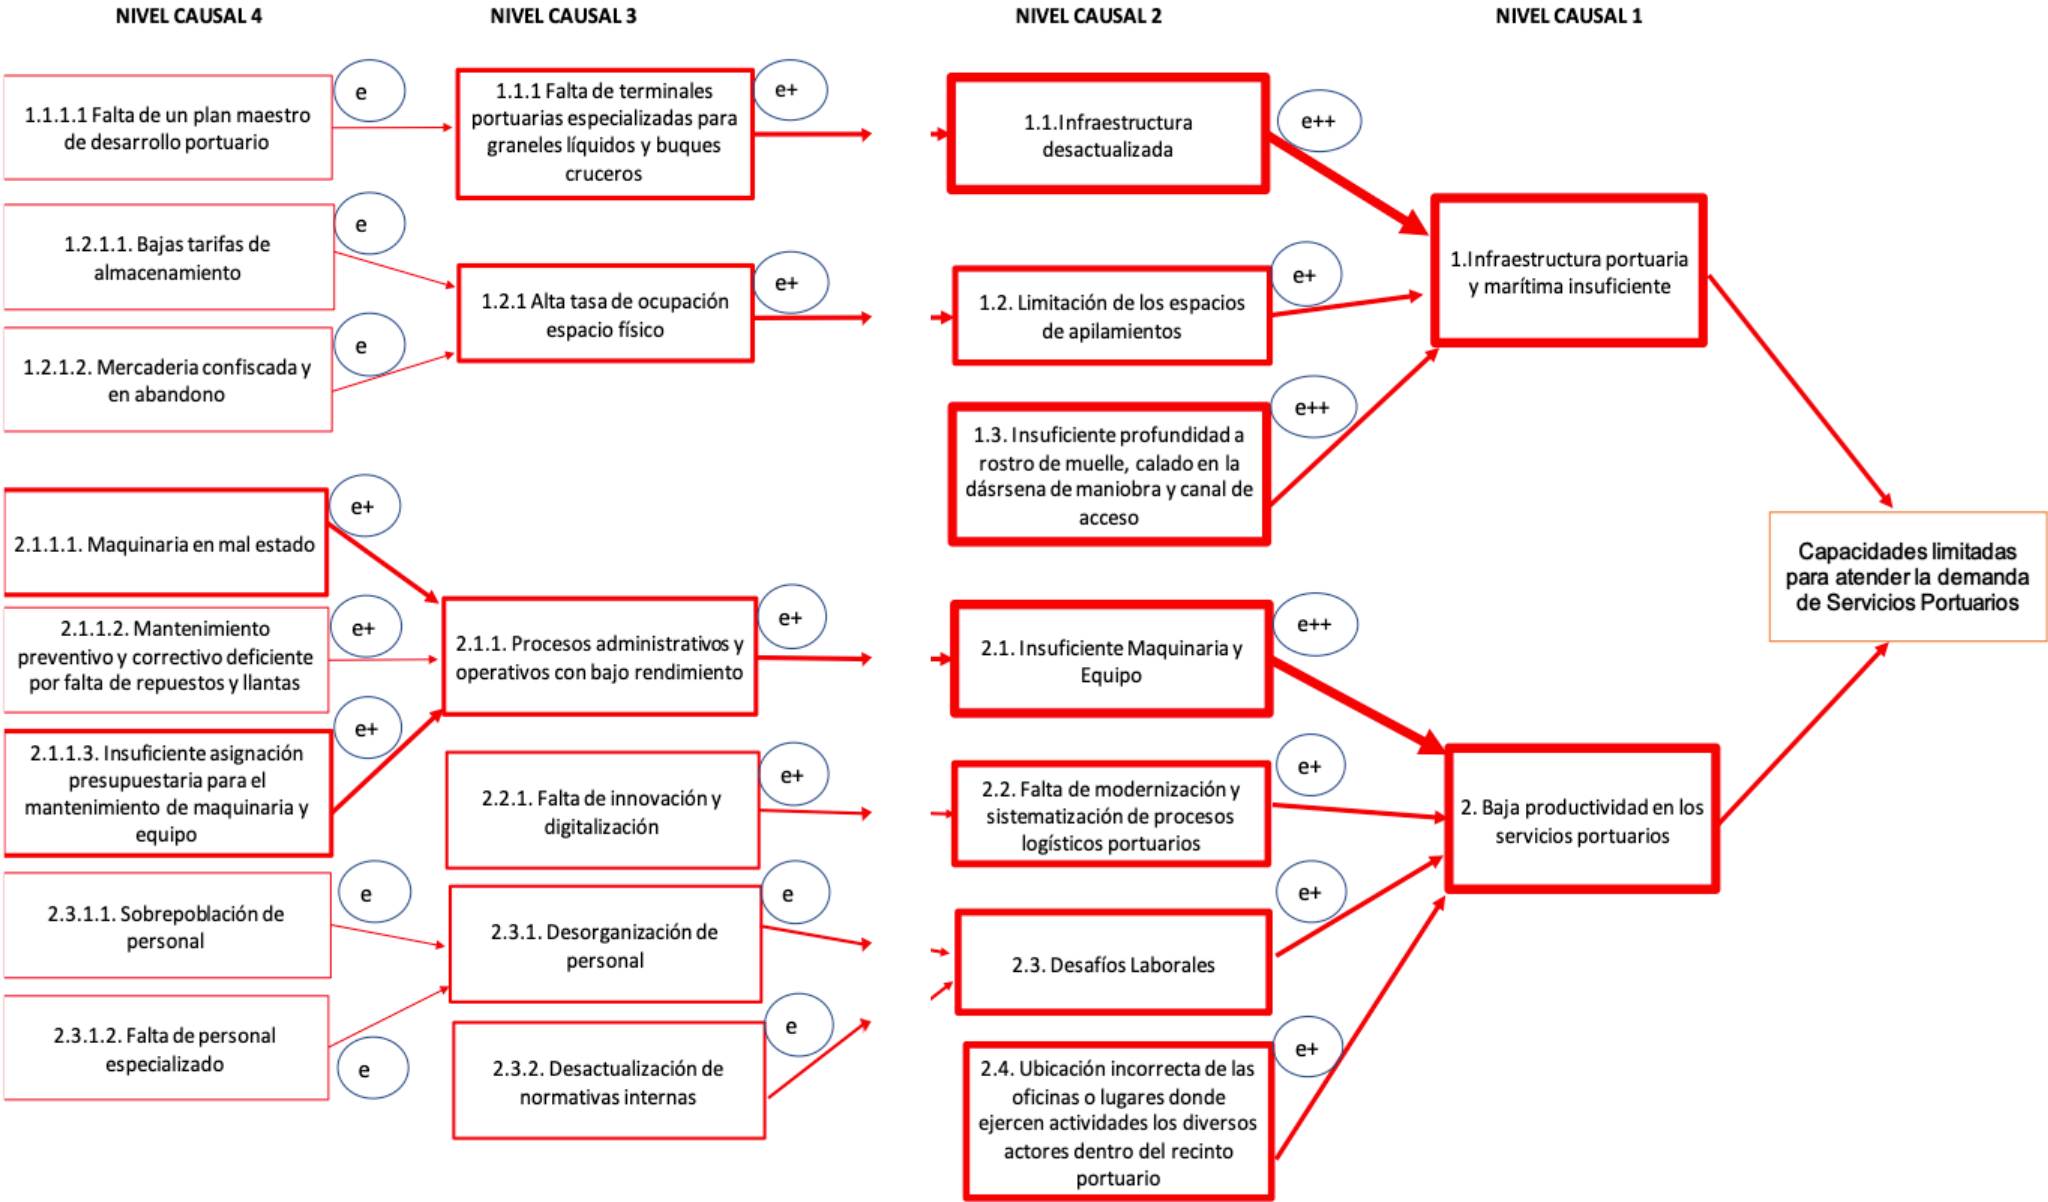 NIVEL CAUSAL 4
NIVEL CAUSAL 3
NIVEL CAUSAL 2
NIVEL CAUSAL 1
1.1.1.1 Falta de un plan maestro
de desarrollo portuario
e
1.2.1.1. Bajas tarifas de
almacenamiento
e
1.2.1.2. Mercaderia confiscada y
en abandono
e
2.1.1.1. Maquinaria en mal estado
e+
2.1.1.2. Mantenimiento
preventivo y correctivo deficiente
por falta de repuestos y llantas
e+
2.1.1.3. Insuficiente asignación
presupuestaria para el
mantenimiento de maquinaria y
equipo
e+
2.3.1.1. Sobrepoblación de
personal
e
2.3.1.2. Falta de personal
especializado
e
1.1.1 Falta de terminales
portuarias especializadas para
graneles líquidos y buques
cruceros
e+
1.2.1 Alta tasa de ocupación
espacio físico
e+
2.1.1. Procesos administrativos y
operativos con bajo rendimiento
e+
2.2.1. Falta de innovación y
digitalización
e+
2.3.1. Desorganización de
personal
e
2.3.2. Desactualización de
normativas internas
e
1.1.Infraestructura
desactualizada
e++
1.2. Limitación de los espacios
de apilamientos
e+
1.3. Insuficiente profundidad a
rostro de muelle, calado en la
dásrsena de maniobra y canal de
acceso
e++
2.1. Insuficiente Maquinaria y
Equipo
e++
2.2. Falta de modernización y
sistematización de procesos
logísticos portuarios
e+
2.3. Desafíos Laborales
e+
2.4. Ubicación incorrecta de las
oficinas o lugares donde
ejercen actividades los diversos
actores dentro del recinto
portuario
e+
1.Infraestructura portuaria
y marítima insuficiente
2. Baja productividad en los
servicios portuarios
Capacidades limitadas
para atender la demanda
de Servicios Portuarios